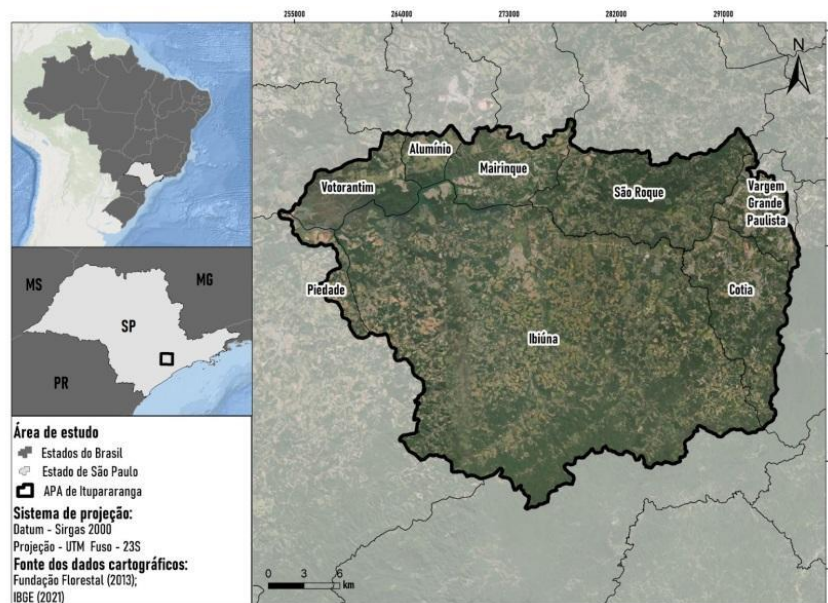 255000 264000 273000 282000 291000
N
Alumínio
Mairinque
Votorantim
São Roque
Vargem
Grande
Paulista
Piedade
Cotia
Ibiúna
0 3 6
km
MS
MG
SP
PR
Área de estudo
Estados do Brasil
Estado de São Paulo
APA de Itupararanga
Sistema de projeção:
Datum - Sirgas 2000
Projeção - UTM Fuso - 23S
Fonte dos dados cartográficos:
Fundação Florestal (2013);
IBGE (2021)